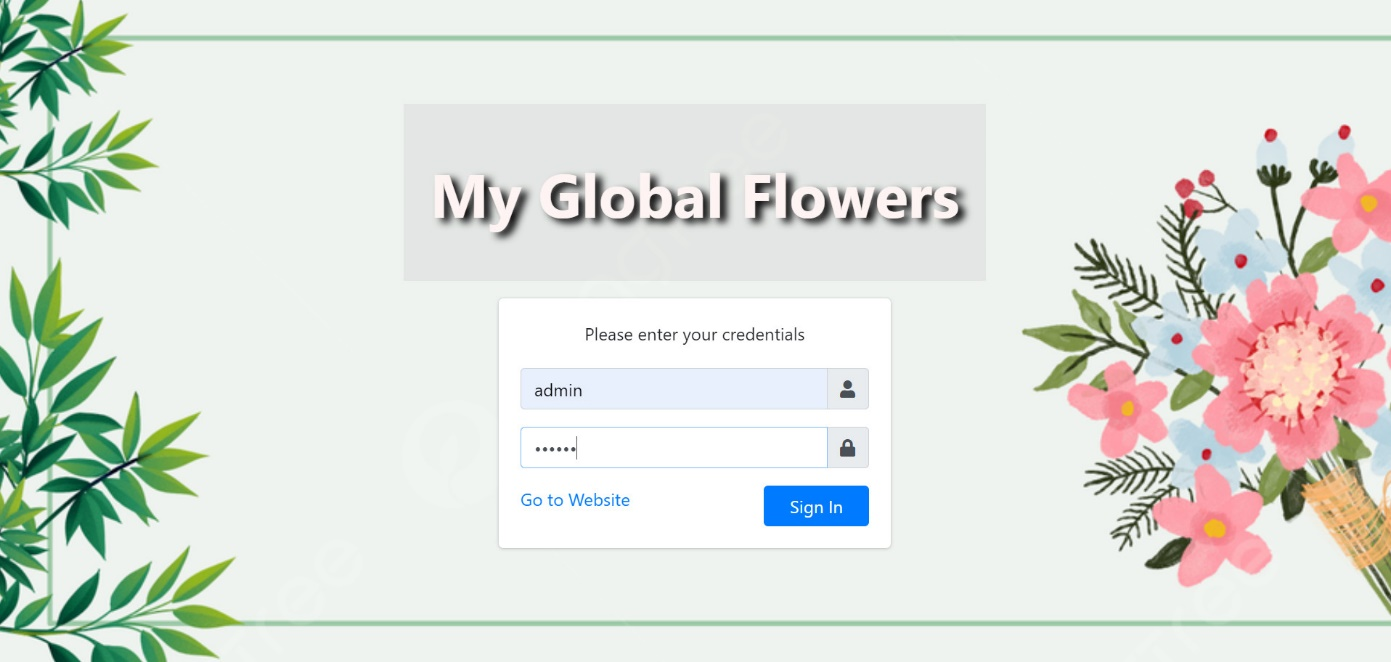 My Global Flowers
Please enter your credentials
admin
••••••
Go to Website
Sign In